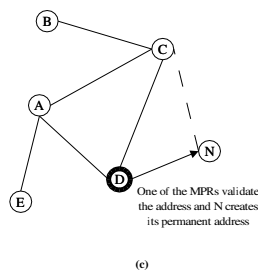 B
C
A
N
D
E
One of the MPRs validate
the address and N creates
its permanent address
(c)